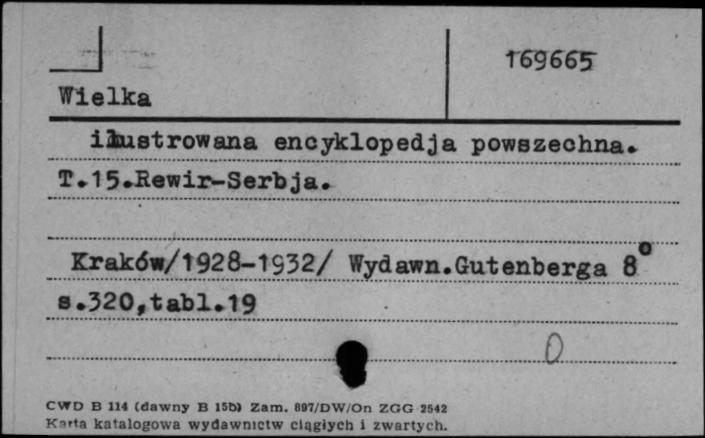 169665
Wielka
ilustrowana encyklopedja powszechna.
T.15.Rewir-Serbja.
Kraków/1928-1932/ Wydawn.Gutenberga 8°
s.320,tabl.19
0
CWD B 114 (dawny B 15b) Zam. 897/DW/On ZGG 2542
Karta katalogowa wydawnictw ciągłych i zwartych.